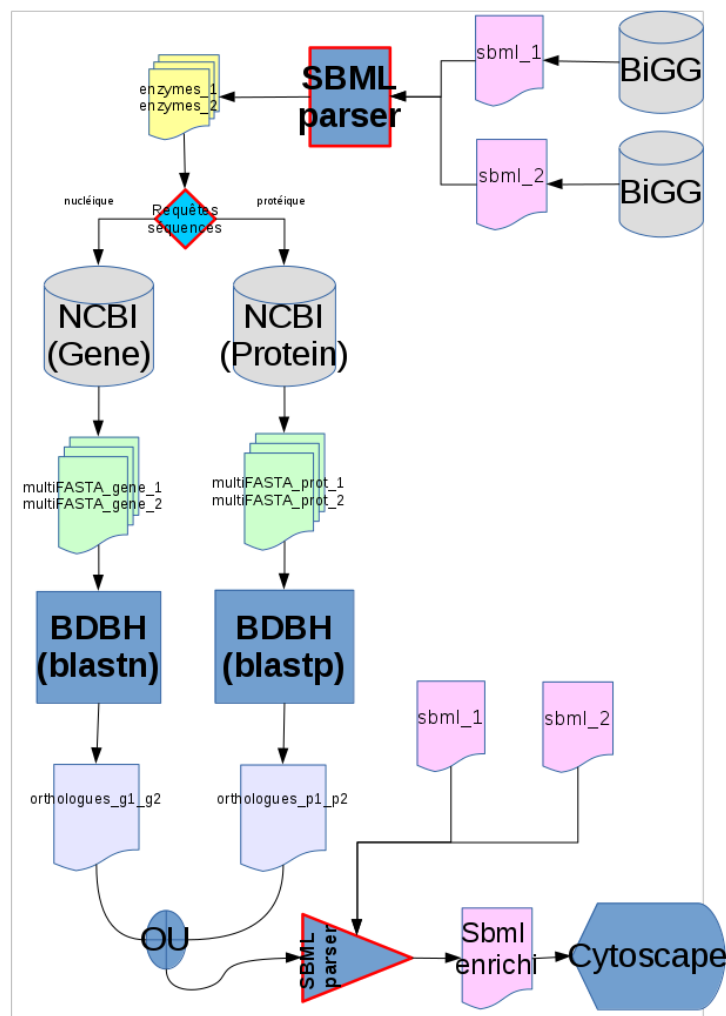 sbml_1
BiGG
SBML
parser
enzymes_1
enzymes_2
sbml_2
BiGG
nucléique
protéique
Requêtes
séquences
NCBI
(Gene)
NCBI
(Protein)
multiFASTA_gene_1
multiFASTA_gene_2
multiFASTA_prot_1
multiFASTA_prot_2
BDBH
(blastn)
BDBH
(blastp)
sbml_1
sbml_2
orthologues_g1_g2
orthologues_p1_p2
OU
SBML
parser
Sbml
enrichi
Cytoscape